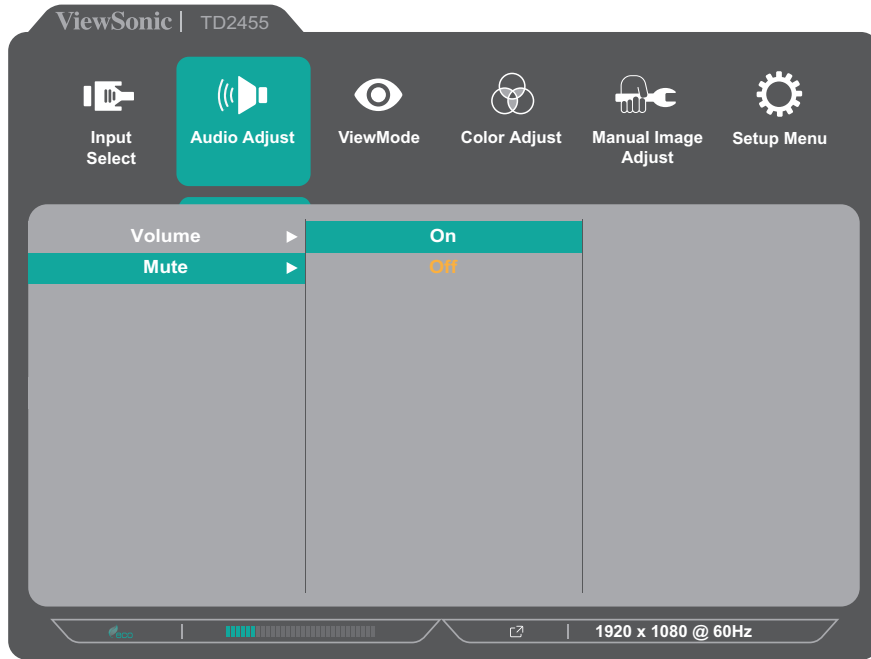 ViewSonic | TD2455
Input Select
Audio Adjust
ViewMode
Color Adjust
Manual Image Adjust
Setup Menu
Volume ▶ On
Mute ▶ Off
eco | 1920 x 1080 @ 60Hz